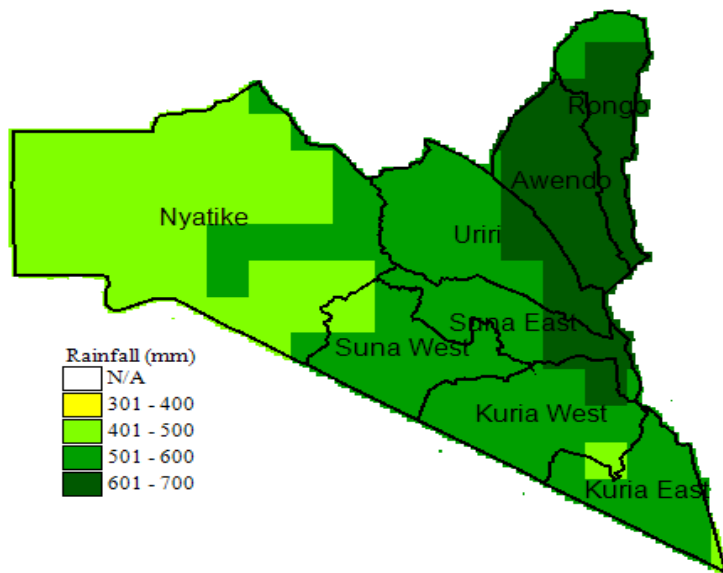 Rongo
Awendo
Nyatike
Uriri
Suna East
Suna West
Kuria West
Kuria East
Rainfall (mm)
N/A
301 - 400
401 - 500
501 - 600
601 - 700